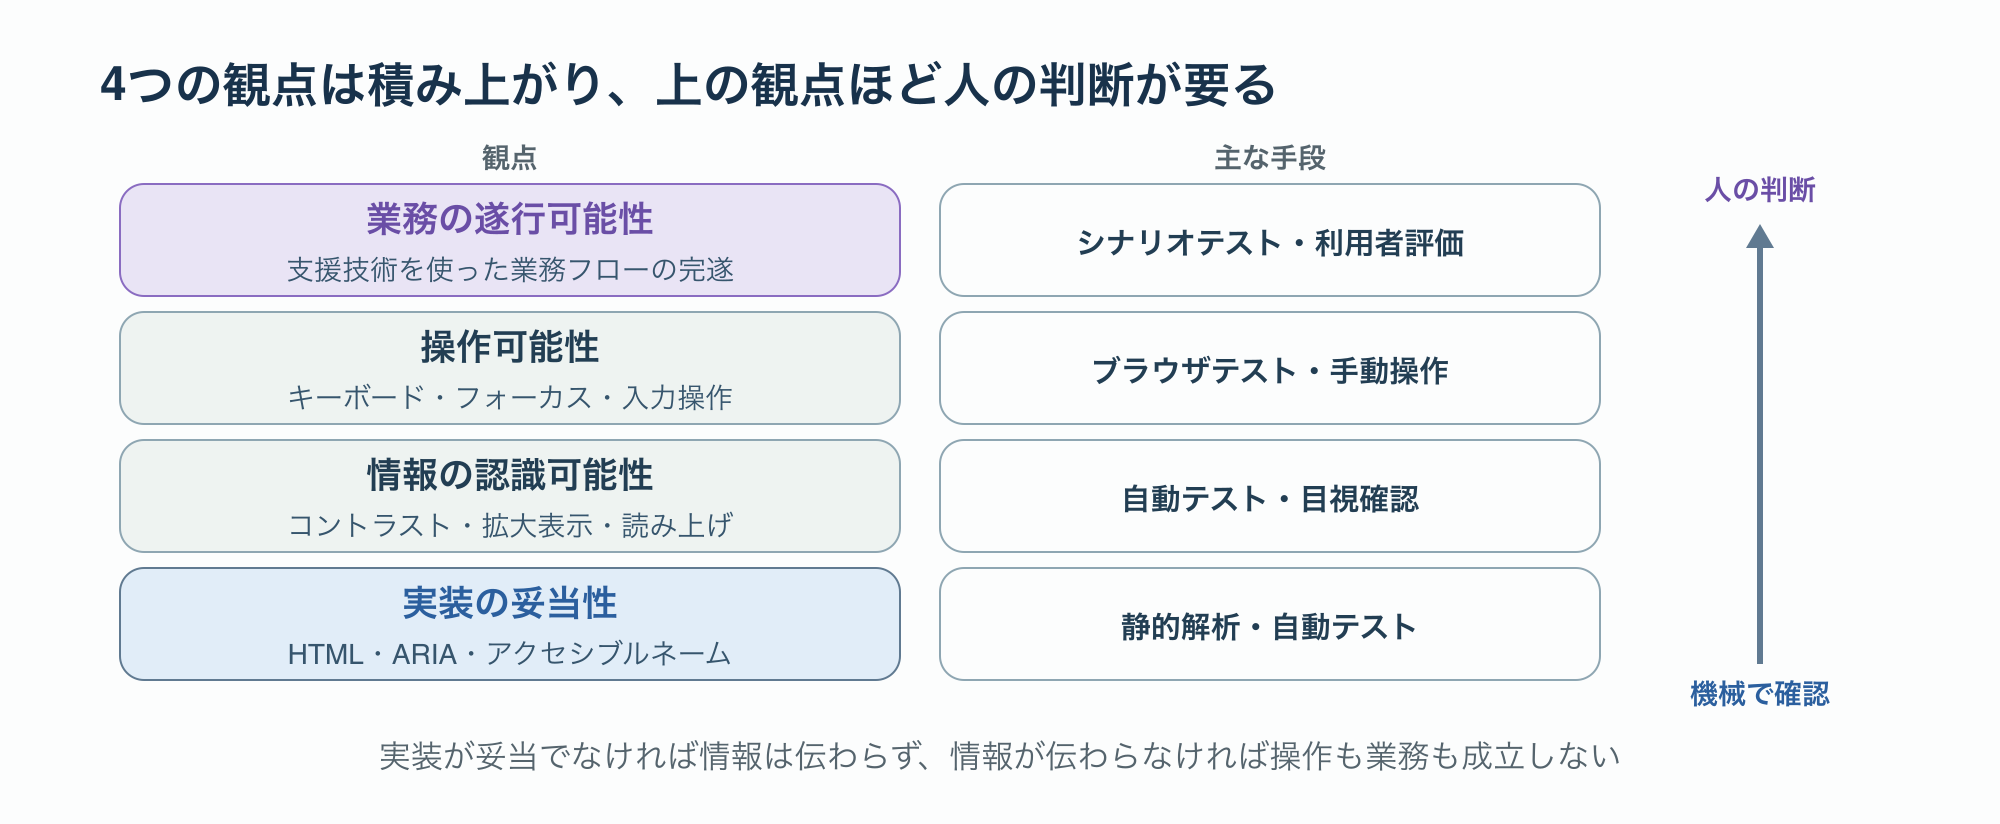 4つの観点は積み上がり、上の観点ほど人の判断が要る
観点
主な手段
人の判断
業務の遂行可能性
支援技術を使った業務フローの完遂
シナリオテスト・利用者評価
操作可能性
キーボード・フォーカス・入力操作
ブラウザテスト・手動操作
情報の認識可能性
コントラスト・拡大表示・読み上げ
自動テスト・目視確認
実装の妥当性
HTML・ARIA・アクセシブルネーム
静的解析・自動テスト
機械で確認
実装が妥当でなければ情報は伝わらず、情報が伝わらなければ操作も業務も成立しない